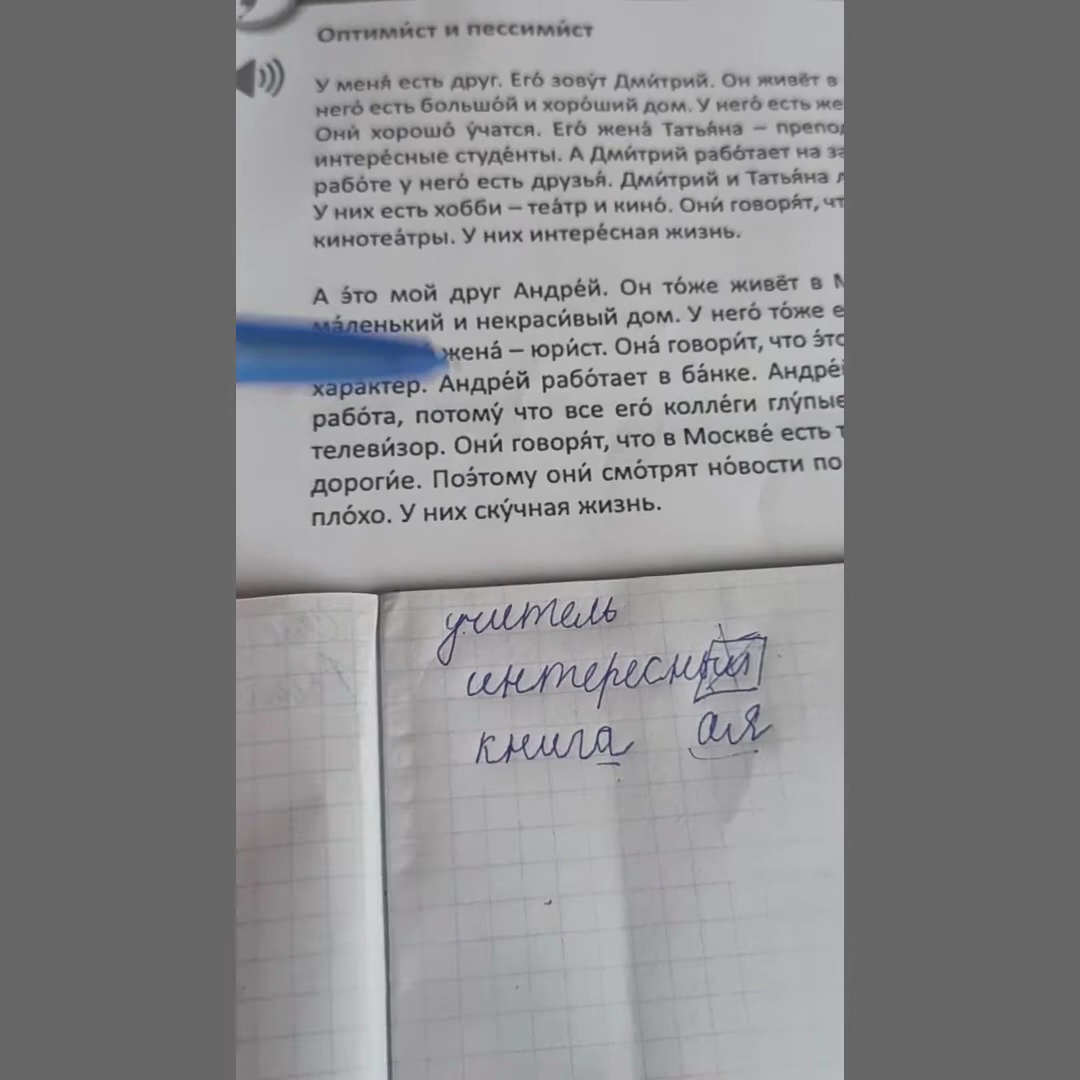 Оптими́ст и пессими́ст
У меня́ есть друг. Его́ зову́т Дми́трий. Он живёт в
него́ есть большо́й и хоро́ший дом. У него́ есть же
Они́ хорошо́ у́чатся. Его́ жена́ Татья́на – препод
интере́сные студе́нты. А Дми́трий рабо́тает на за
рабо́те у него́ есть друзья́. Дми́трий и Татья́на л
У них есть хобби – теа́тр и кино́. Они́ говоря́т, чт
кинотеа́тры. У них интере́сная жизнь.
А э́то мой друг Андре́й. Он то́же живёт в М
ма́ленький и некраси́вый дом. У него́ то́же е
жена́ – юри́ст. Она́ говори́т, что э́то
характер. Андре́й рабо́тает в ба́нке. Андре́й
рабо́та, потому́ что все его́ колле́ги глу́пые
телеви́зор. Они́ говоря́т, что в Москве́ есть т
дороги́е. Поэ́тому они́ смо́трят но́вости по
пло́хо. У них ску́чная жизнь.
учитель
интересный
книга ая